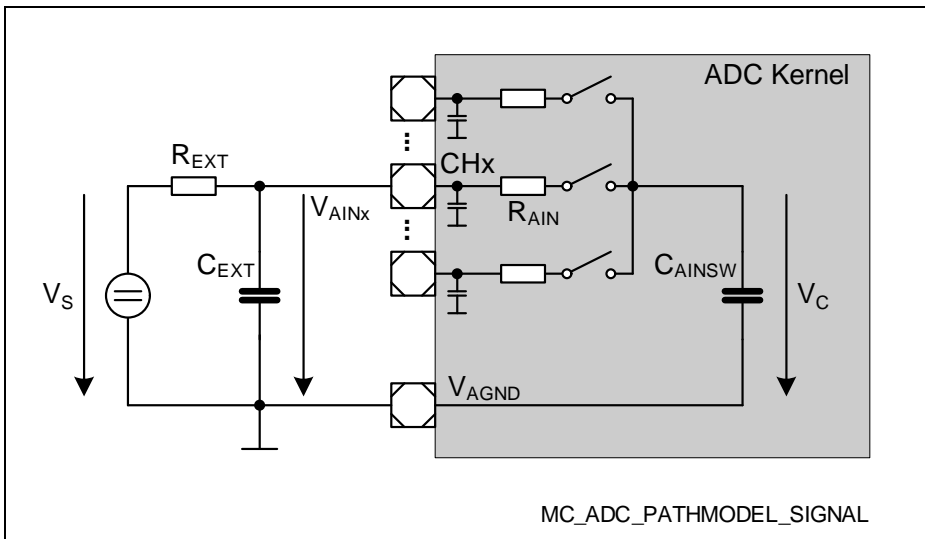 ADC Kernel
R_EXT
CHx
V_AINx
R_AIN
C_EXT
C_AINSW
V_S
V_C
V_AGND
MC_ADC_PATHMODEL_SIGNAL